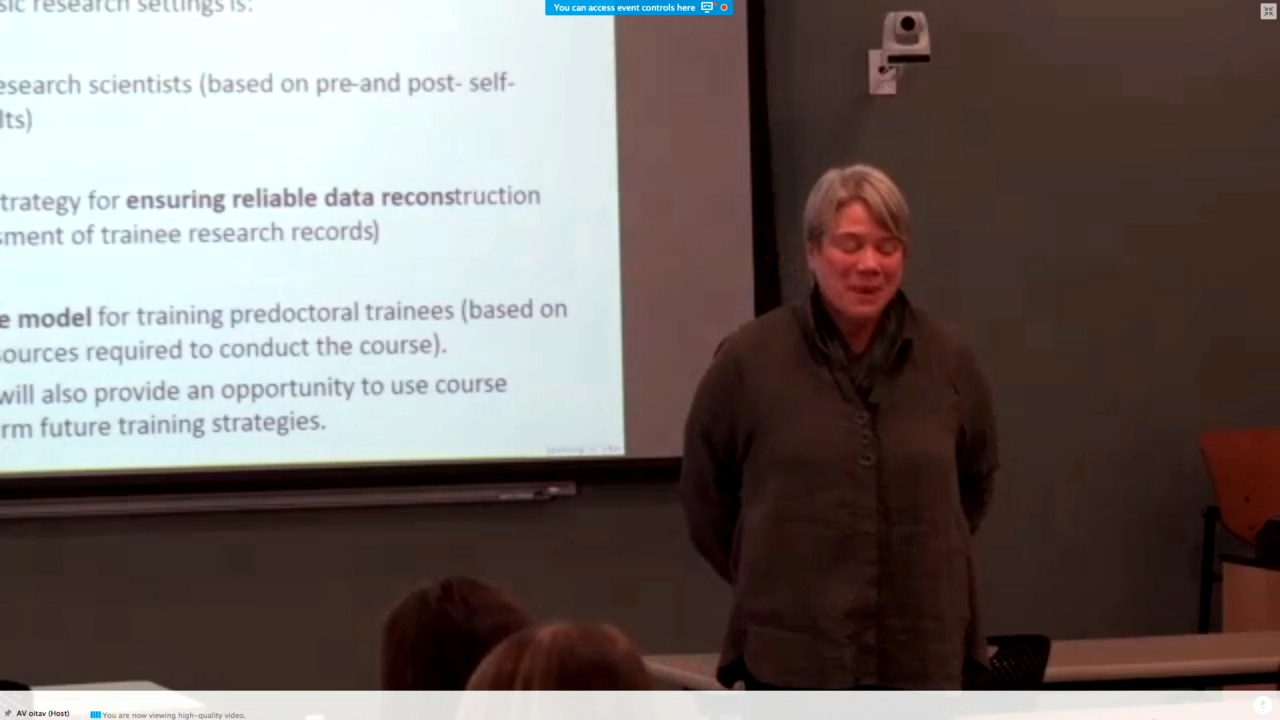 You can access event controls here
sic research settings is:
esearch scientists (based on pre-and post- self-
lts)
trategy for ensuring reliable data reconstruction
sment of trainee research records)
e model for training predoctoral trainees (based on
ources required to conduct the course).
will also provide an opportunity to use course
rm future training strategies.
AV oitav (Host)
You are now viewing high-quality video.
?